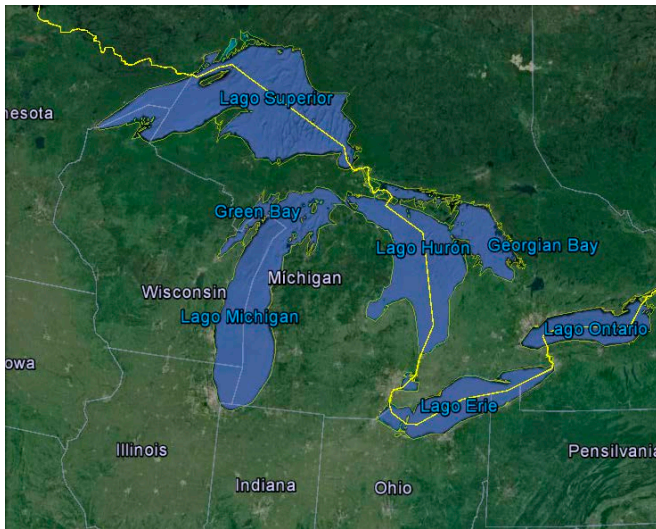 Lago Superior
nesota
Green Bay
Lago Hurón
Georgian Bay
Michigan
Wisconsin
Lago Michigan
Lago Ontario
owa
Lago Erie
Illinois
Pensilvania
Indiana
Ohio